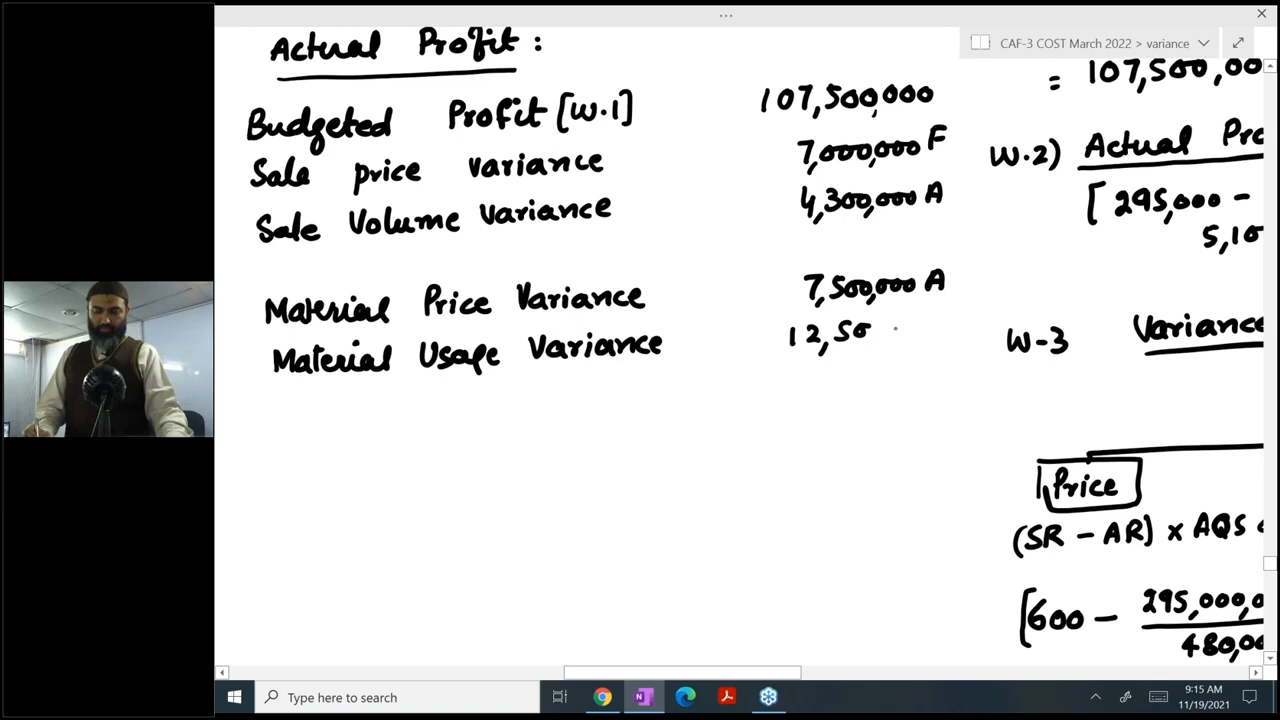 CAF-3 COST March 2022 > variance
Actual Profit :
Budgeted Profit [W.1] 107,500,000
Sale price variance 7,000,000 F
Sale Volume Variance 4,300,000 A
Material Price Variance 7,500,000 A
Material Usage Variance 12,50
= 107,500,00
W.2) Actual Pro
[ 295,000 -
5,10
W-3 Variance
Price
(SR - AR) x AQS
[600 - 295,000,0
480,00
Type here to search
9:15 AM
11/19/2021